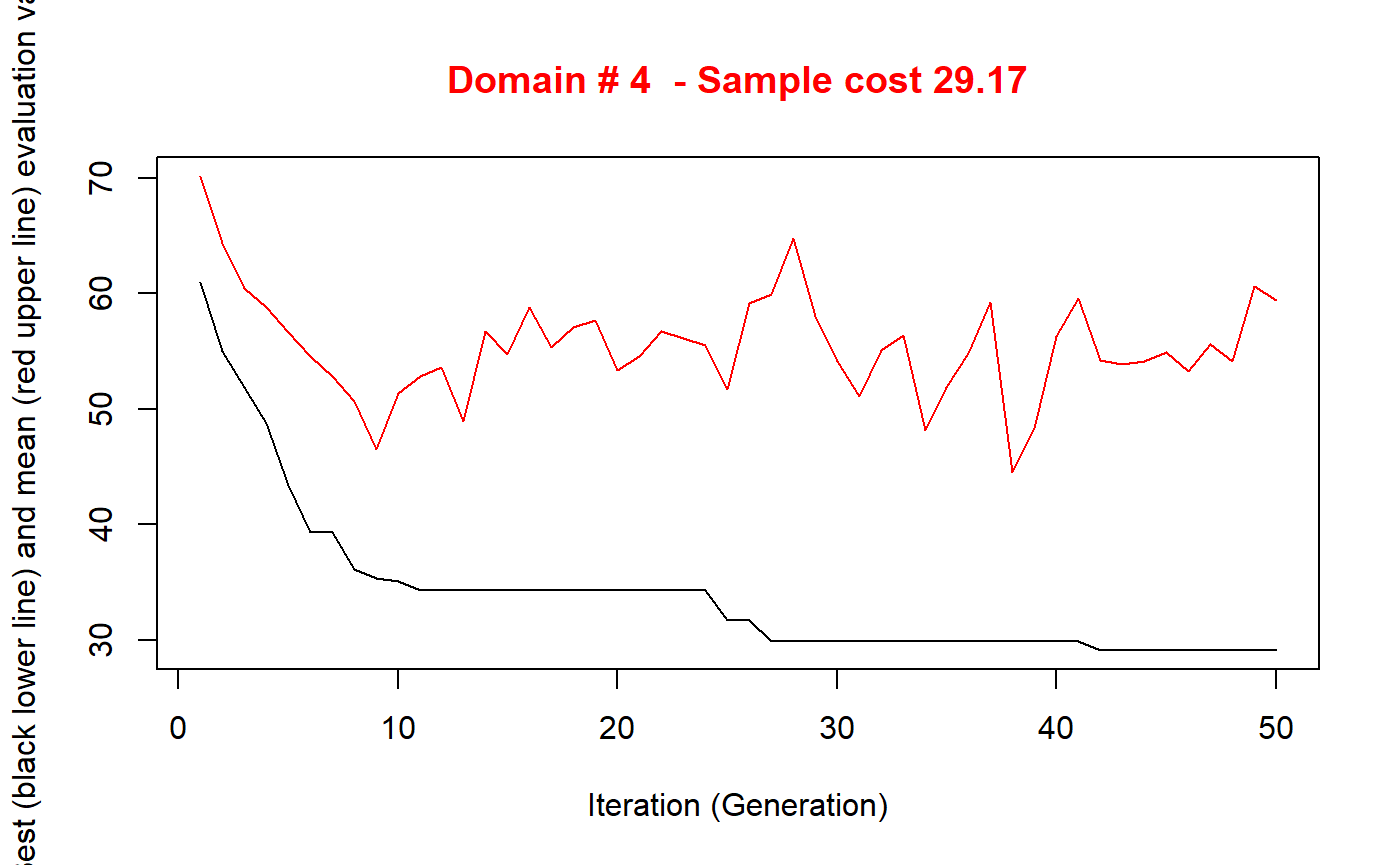 Domain # 4  - Sample cost 29.17
(black lower line) and mean (red upper line) evaluation
70
60
50
40
30
0 10 20 30 40 50
Iteration (Generation)